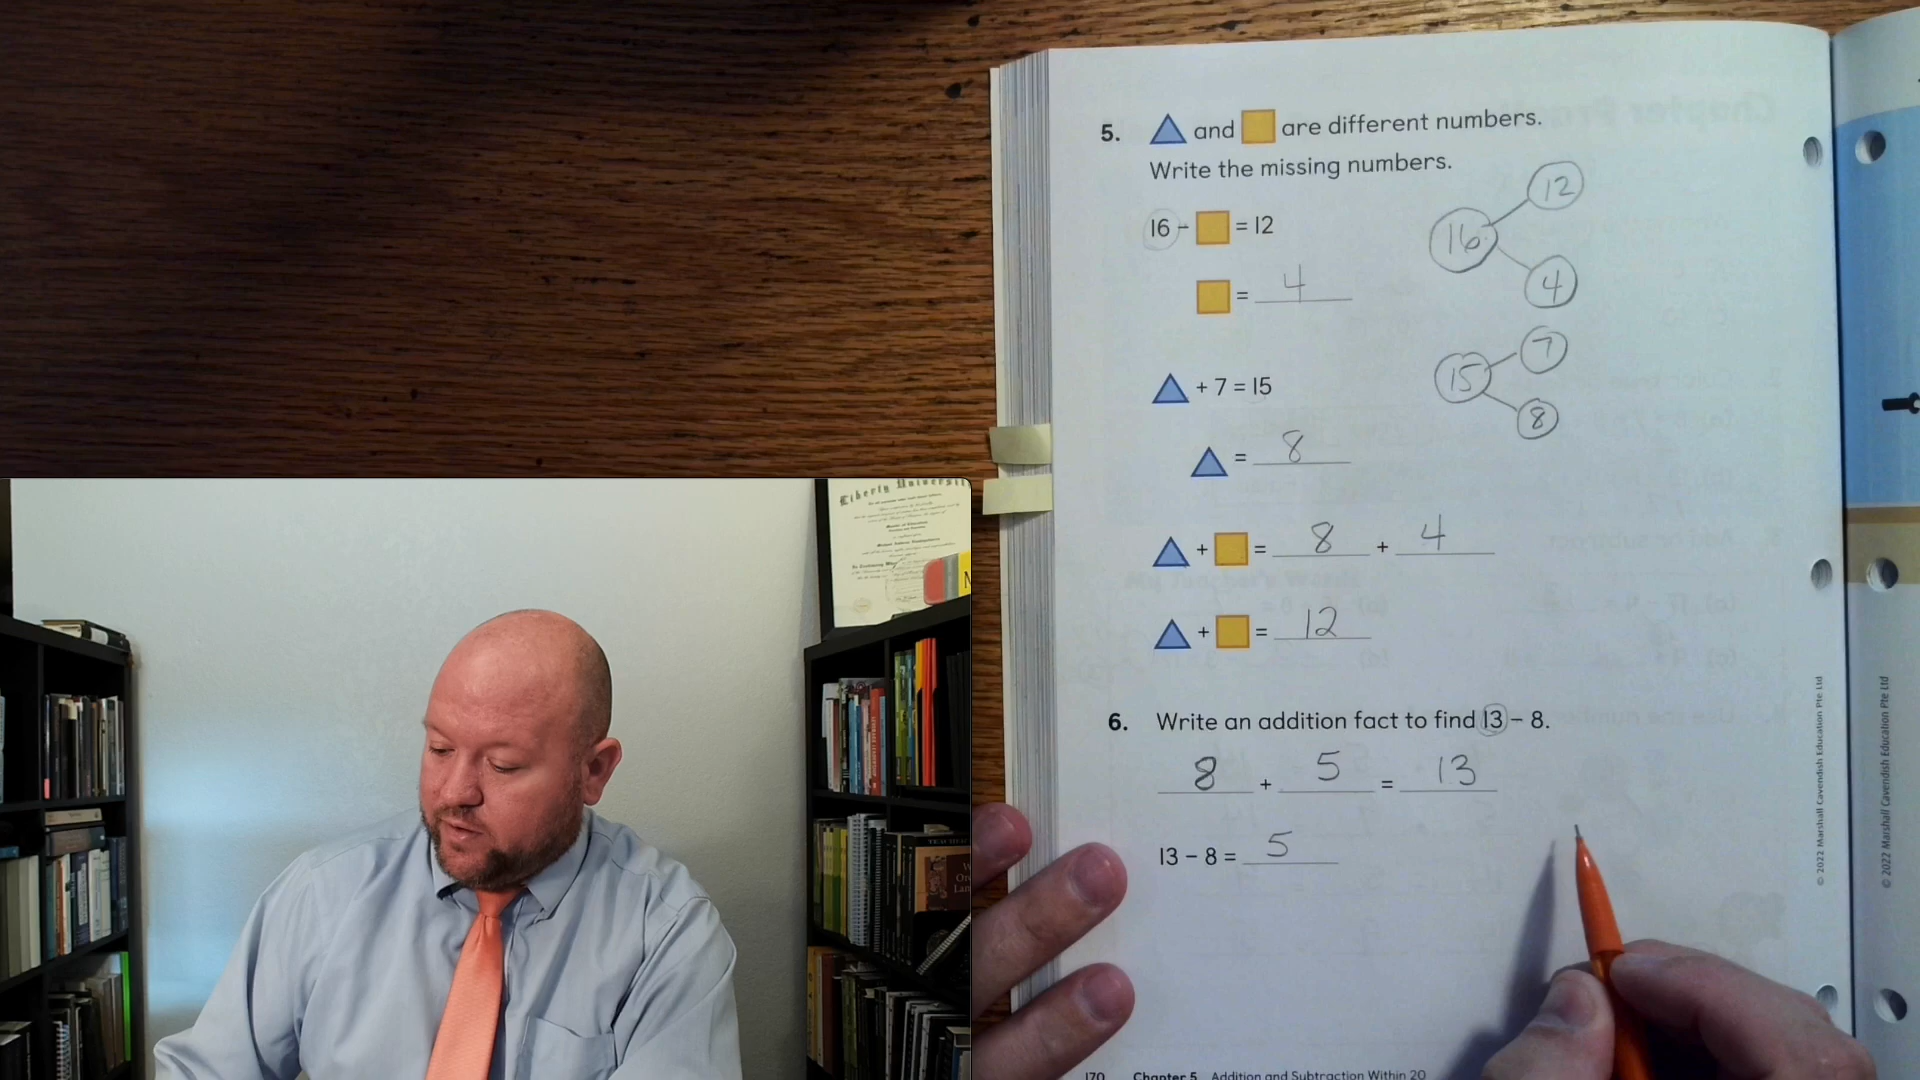 5. and are different numbers.
Write the missing numbers.
16 - = 12
= 4
+ 7 = 15
= 8
+ = 8 + 4
+ = 12
12
16
4
7
15
8
6. Write an addition fact to find 13 - 8.
8 + 5 = 13
13 - 8 = 5
170 Chapter 5 Addition and Subtraction Within 20
© 2022 Marshall Cavendish Education Pte Ltd
© 2022 Marshall Cavendish Education Pte Ltd
Liberty University